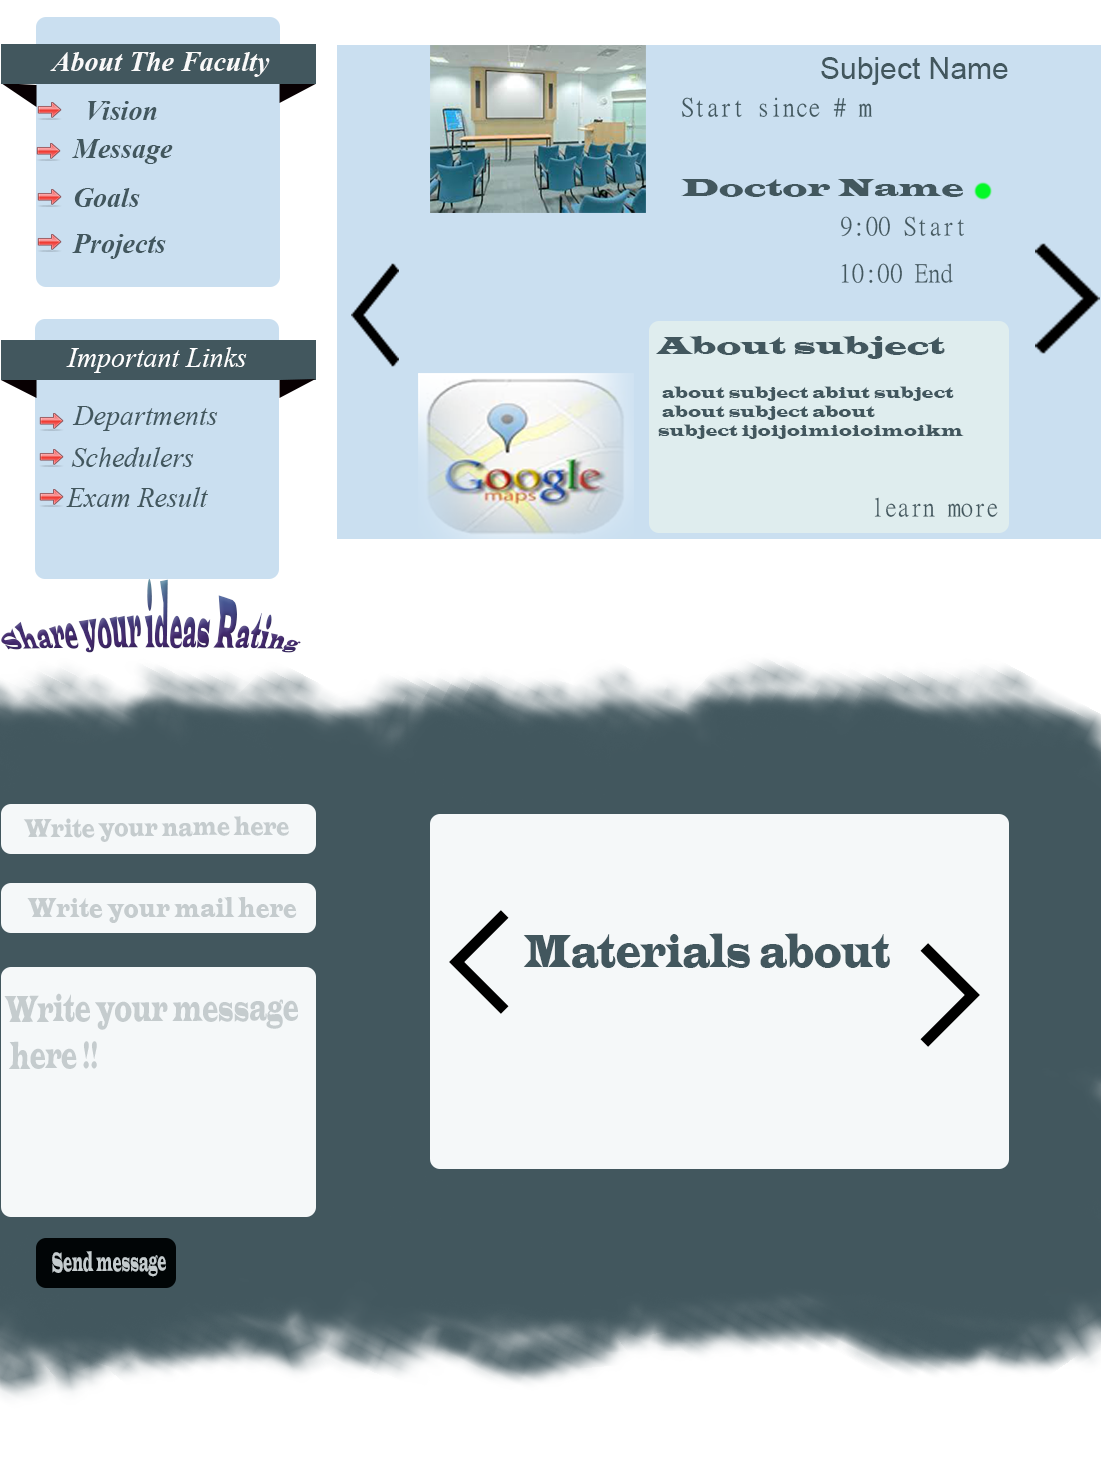 About The Faculty
Vision
Message
Goals
Projects
Important Links
Departments
Schedulers
Exam Result
Share your ideas Rating
Subject Name
Start since # m
Doctor Name
9:00 Start
10:00 End
About subject
about subject abiut subject
about subject about
subject ijoijoimioioimoikm
learn more
Google
maps
Write your name here
Write your mail here
Write your message
here !!
Send message
Materials about